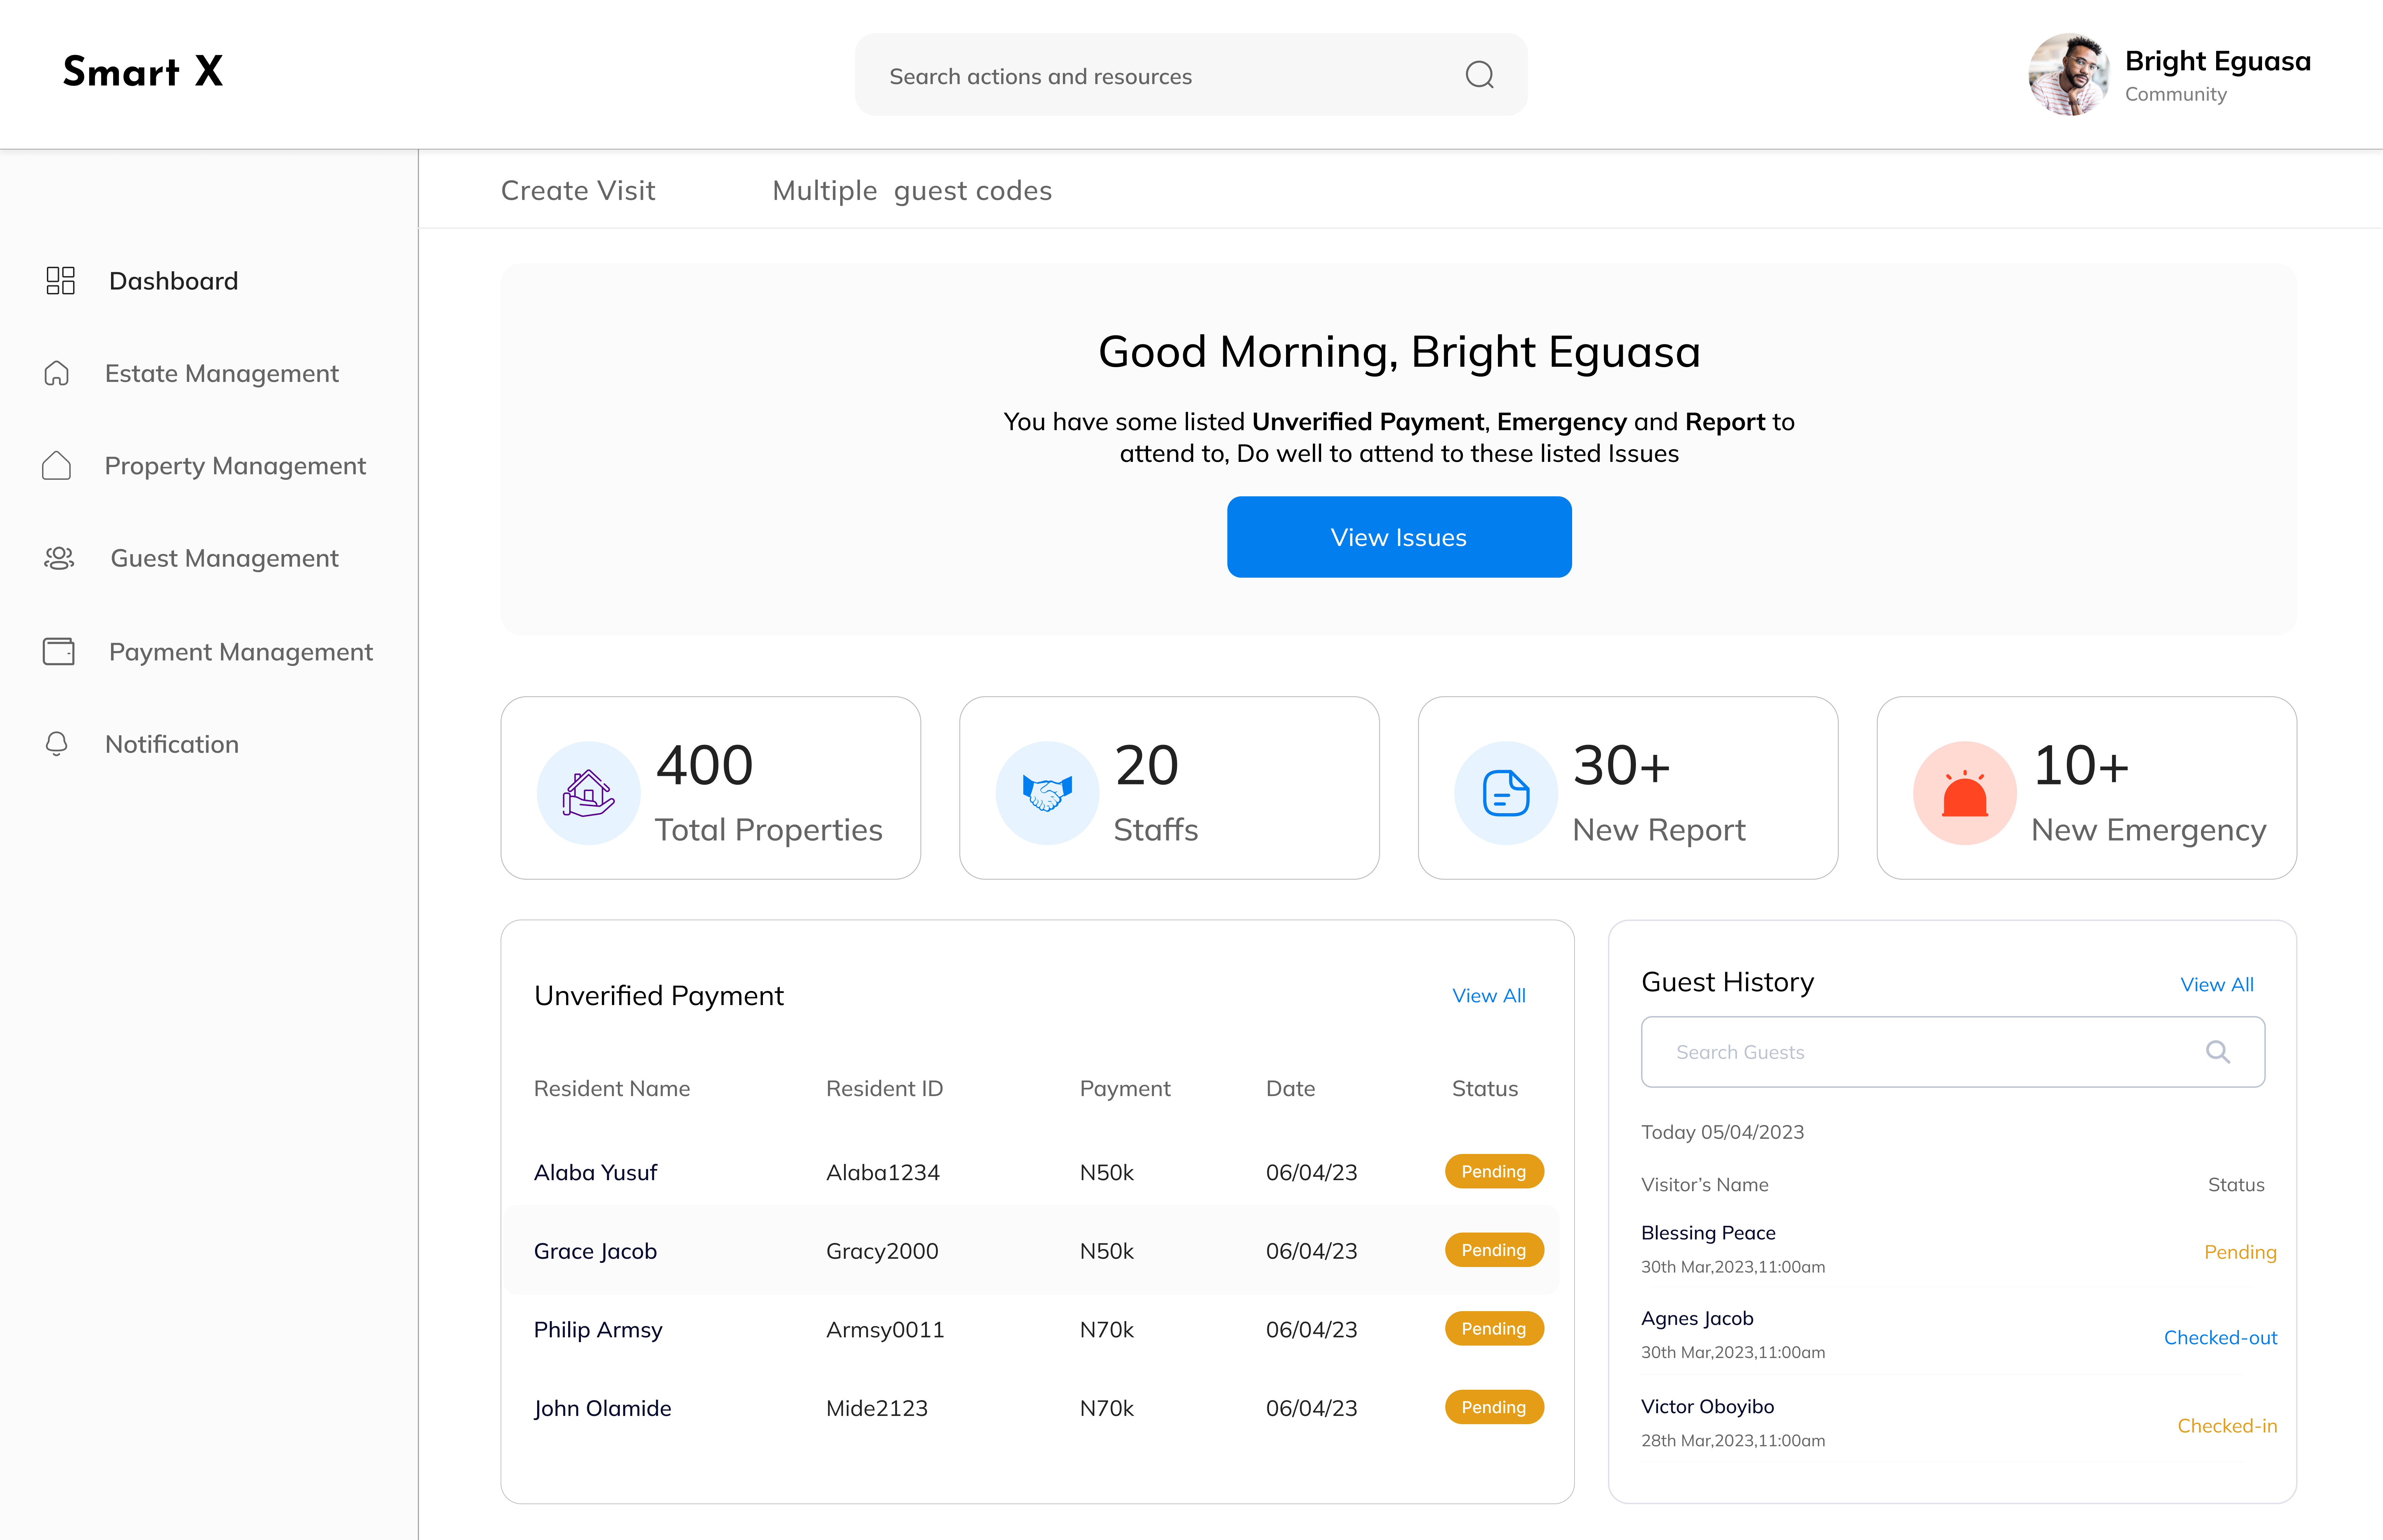 Smart X
Search actions and resources
Bright Eguasa
Community
Create Visit
Multiple guest codes
Dashboard
Estate Management
Property Management
Guest Management
Payment Management
Notification
Good Morning, Bright Eguasa
You have some listed Unverified Payment, Emergency and Report to
attend to, Do well to attend to these listed Issues
View Issues
400
Total Properties
20
Staffs
30+
New Report
10+
New Emergency
Unverified Payment
View All
Resident Name Resident ID Payment Date Status
Alaba Yusuf Alaba1234 N50k 06/04/23 Pending
Grace Jacob Gracy2000 N50k 06/04/23 Pending
Philip Armsy Armsy0011 N70k 06/04/23 Pending
John Olamide Mide2123 N70k 06/04/23 Pending
Guest History
View All
Search Guests
Today 05/04/2023
Visitor’s Name Status
Blessing Peace
30th Mar,2023,11:00am
Pending
Agnes Jacob
30th Mar,2023,11:00am
Checked-out
Victor Oboyibo
28th Mar,2023,11:00am
Checked-in